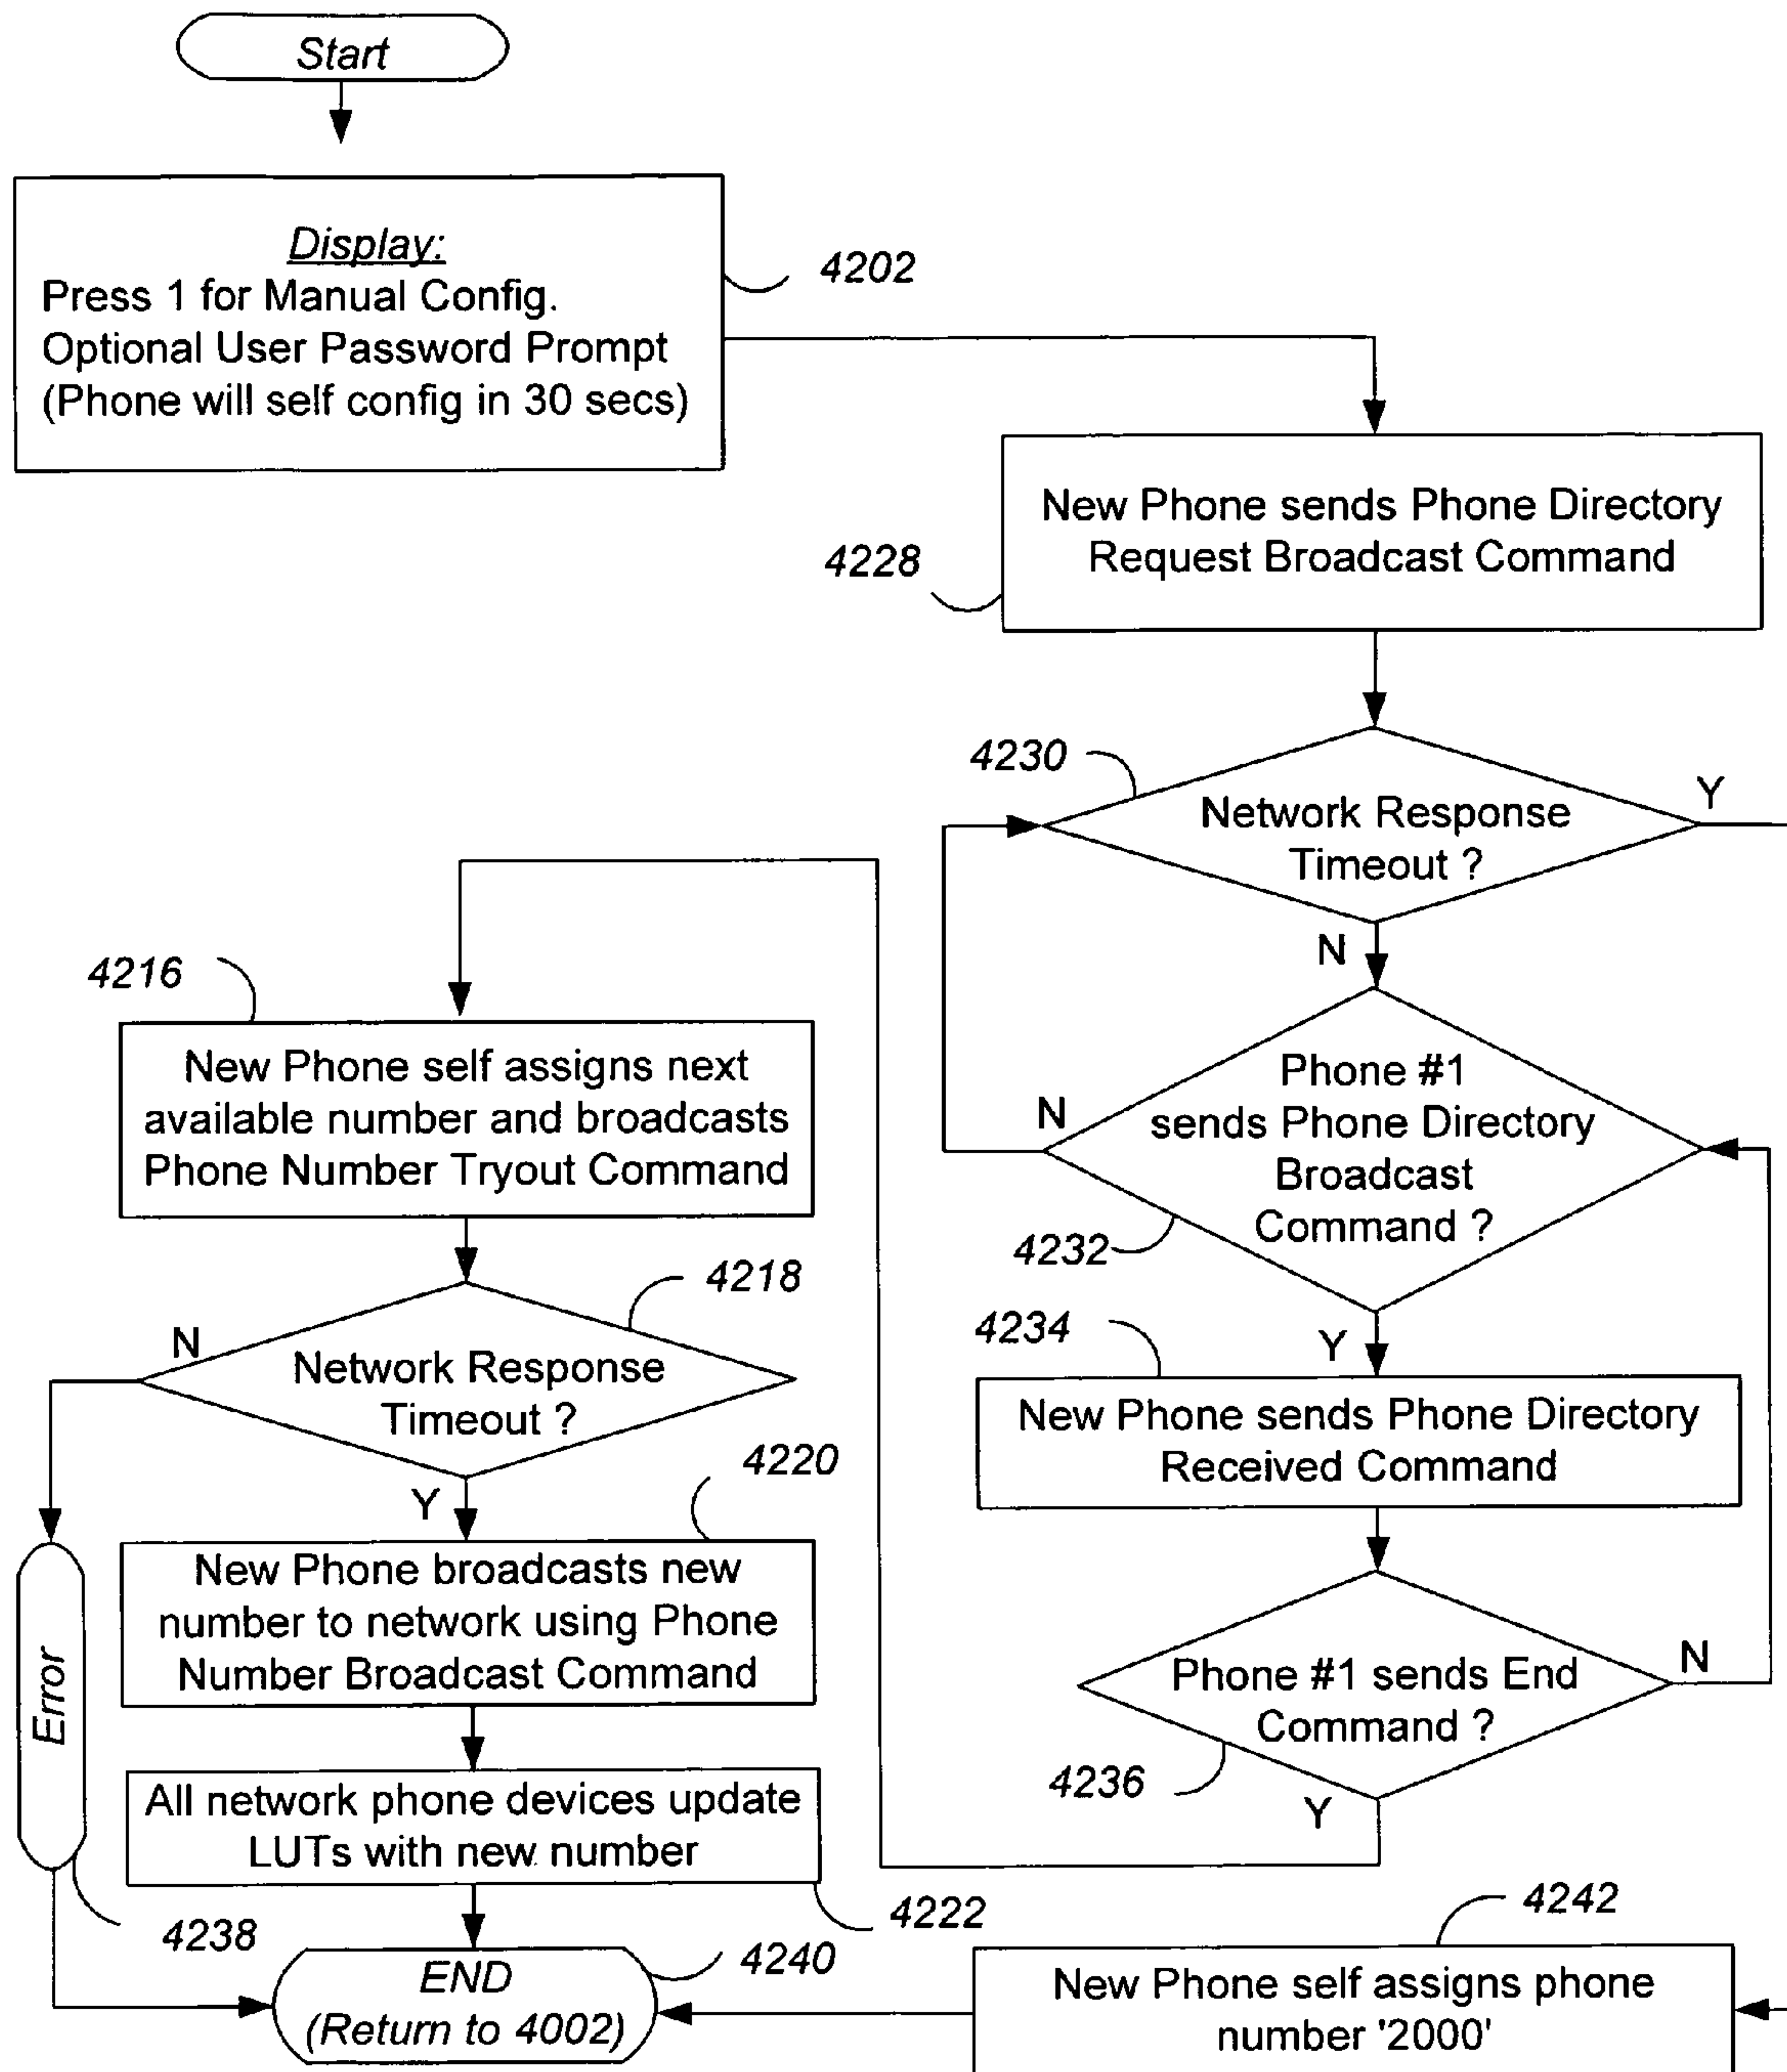 Start
Display:
Press 1 for Manual Config.
Optional User Password Prompt
(Phone will self config in 30 secs)
4202
New Phone sends Phone Directory
Request Broadcast Command
4228
4230
Network Response
Timeout ?
Y
N
Phone #1
sends Phone Directory
Broadcast
Command ?
N
4232
Y
4234
New Phone sends Phone Directory
Received Command
Phone #1 sends End
Command ?
N
4236
Y
4216
New Phone self assigns next
available number and broadcasts
Phone Number Tryout Command
4218
N
Network Response
Timeout ?
Y
4220
New Phone broadcasts new
number to network using Phone
Number Broadcast Command
Error
All network phone devices update
LUTs with new number
4222
4238
END
(Return to 4002)
4240
4242
New Phone self assigns phone
number '2000'